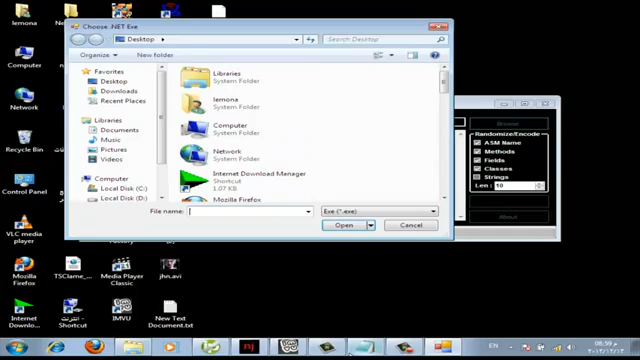 Choose .NET Exe
Desktop
Search Desktop
Organize
New folder
Favorites
Desktop
Downloads
Recent Places
Libraries
Documents
Music
Pictures
Videos
Computer
Local Disk (C:)
Local Disk (D:)
Libraries
System Folder
lemona
System Folder
Computer
System Folder
Network
System Folder
Internet Download Manager
Shortcut
1.07 KB
Mozilla Firefox
File name:
Exe (*.exe)
Open
Cancel
Browse
Randomize/Encode
ASM Name
Methods
Fields
Classes
Strings
Len : 10
About
lemona
Computer
Network
Recycle Bin
Control Panel
VLC media
player
Mozilla
Firefox
TSClame...
Media Player
Classic
jhn.avi
Internet
Downlo...
انترنت -
Shortcut
IMVU
New Text
Document.txt
EN
08:59 م